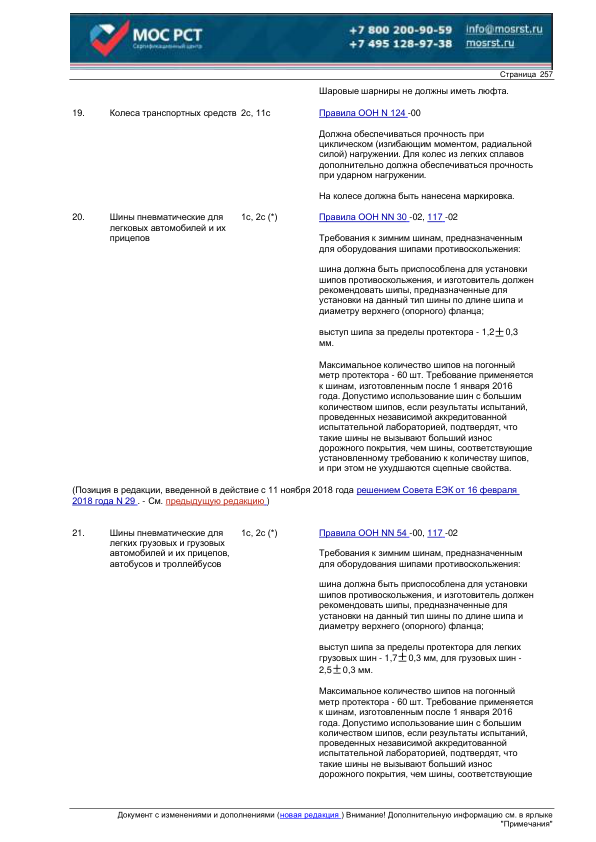 МОС РСТ
Сертификационный центр
+7 800 200-90-59 info@mosrst.ru
+7 495 128-97-38 mosrst.ru
Страница 257
Шаровые шарниры не должны иметь люфта.
19. Колеса транспортных средств 2с, 11с Правила ООН N 124 -00
Должна обеспечиваться прочность при
циклическом (изгибающим моментом, радиальной
силой) нагружении. Для колес из легких сплавов
дополнительно должна обеспечиваться прочность
при ударном нагружении.
На колесе должна быть нанесена маркировка.
20. Шины пневматические для 1с, 2с (*) Правила ООН NN 30 -02, 117 -02
легковых автомобилей и их
прицепов
Требования к зимним шинам, предназначенным
для оборудования шипами противоскольжения:
шина должна быть приспособлена для установки
шипов противоскольжения, и изготовитель должен
рекомендовать шипы, предназначенные для
установки на данный тип шины по длине шипа и
диаметру верхнего (опорного) фланца;
выступ шипа за пределы протектора - 1,2±0,3
мм.
Максимальное количество шипов на погонный
метр протектора - 60 шт. Требование применяется
к шинам, изготовленным после 1 января 2016
года. Допустимо использование шин с большим
количеством шипов, если результаты испытаний,
проведенных независимой аккредитованной
испытательной лабораторией, подтвердят, что
такие шины не вызывают больший износ
дорожного покрытия, чем шины, соответствующие
установленному требованию к количеству шипов,
и при этом не ухудшаются сцепные свойства.
(Позиция в редакции, введенной в действие с 11 ноября 2018 года решением Совета ЕЭК от 16 февраля
2018 года N 29 . - См. предыдущую редакцию )
21. Шины пневматические для 1с, 2с (*) Правила ООН NN 54 -00, 117 -02
легких грузовых и грузовых
автомобилей и их прицепов,
автобусов и троллейбусов
Требования к зимним шинам, предназначенным
для оборудования шипами противоскольжения:
шина должна быть приспособлена для установки
шипов противоскольжения, и изготовитель должен
рекомендовать шипы, предназначенные для
установки на данный тип шины по длине шипа и
диаметру верхнего (опорного) фланца;
выступ шипа за пределы протектора для легких
грузовых шин - 1,7±0,3 мм, для грузовых шин -
2,5±0,3 мм.
Максимальное количество шипов на погонный
метр протектора - 60 шт. Требование применяется
к шинам, изготовленным после 1 января 2016
года. Допустимо использование шин с большим
количеством шипов, если результаты испытаний,
проведенных независимой аккредитованной
испытательной лабораторией, подтвердят, что
такие шины не вызывают больший износ
дорожного покрытия, чем шины, соответствующие
Документ с изменениями и дополнениями (новая редакция ) Внимание! Дополнительную информацию см. в ярлыке
"Примечания"